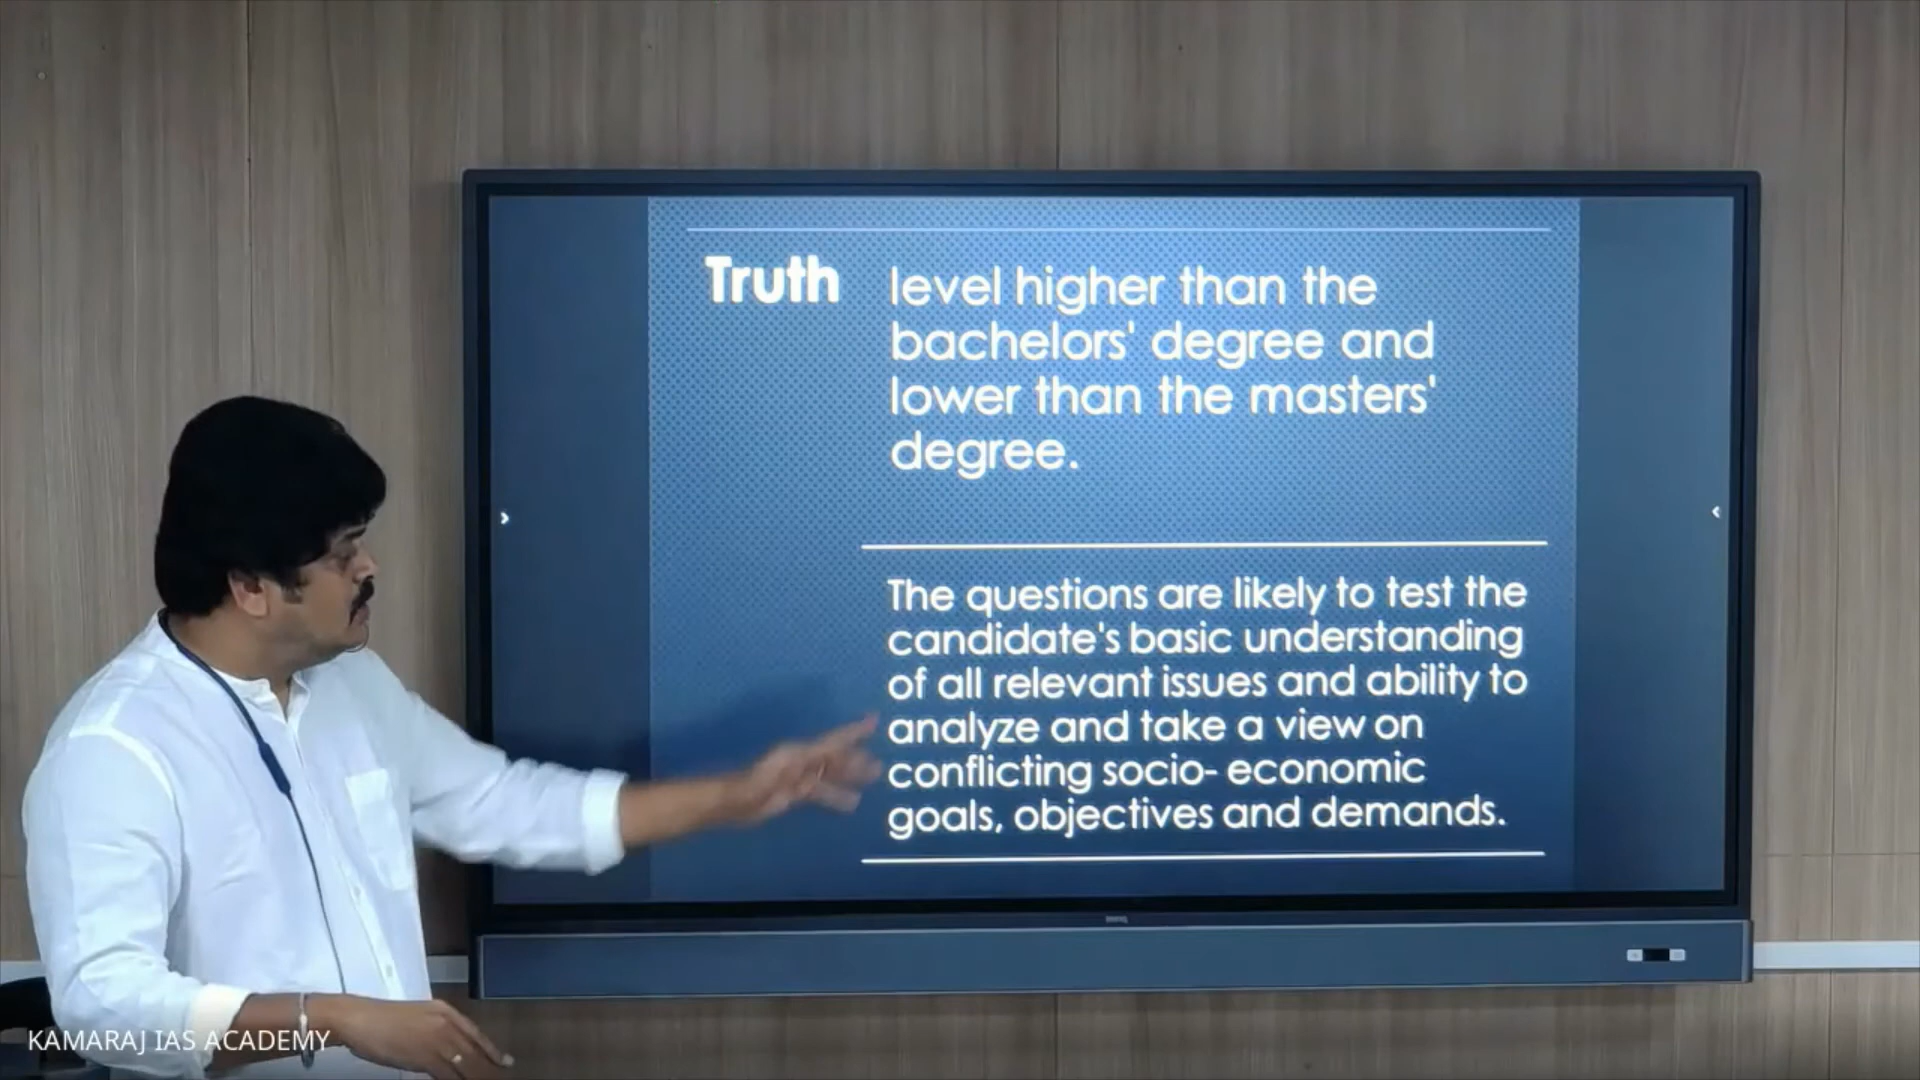 Truth
level higher than the
bachelors' degree and
lower than the masters'
degree.
The questions are likely to test the
candidate's basic understanding
of all relevant issues and ability to
analyze and take a view on
conflicting socio- economic
goals, objectives and demands.
BenQ
KAMARAJ IAS ACADEMY